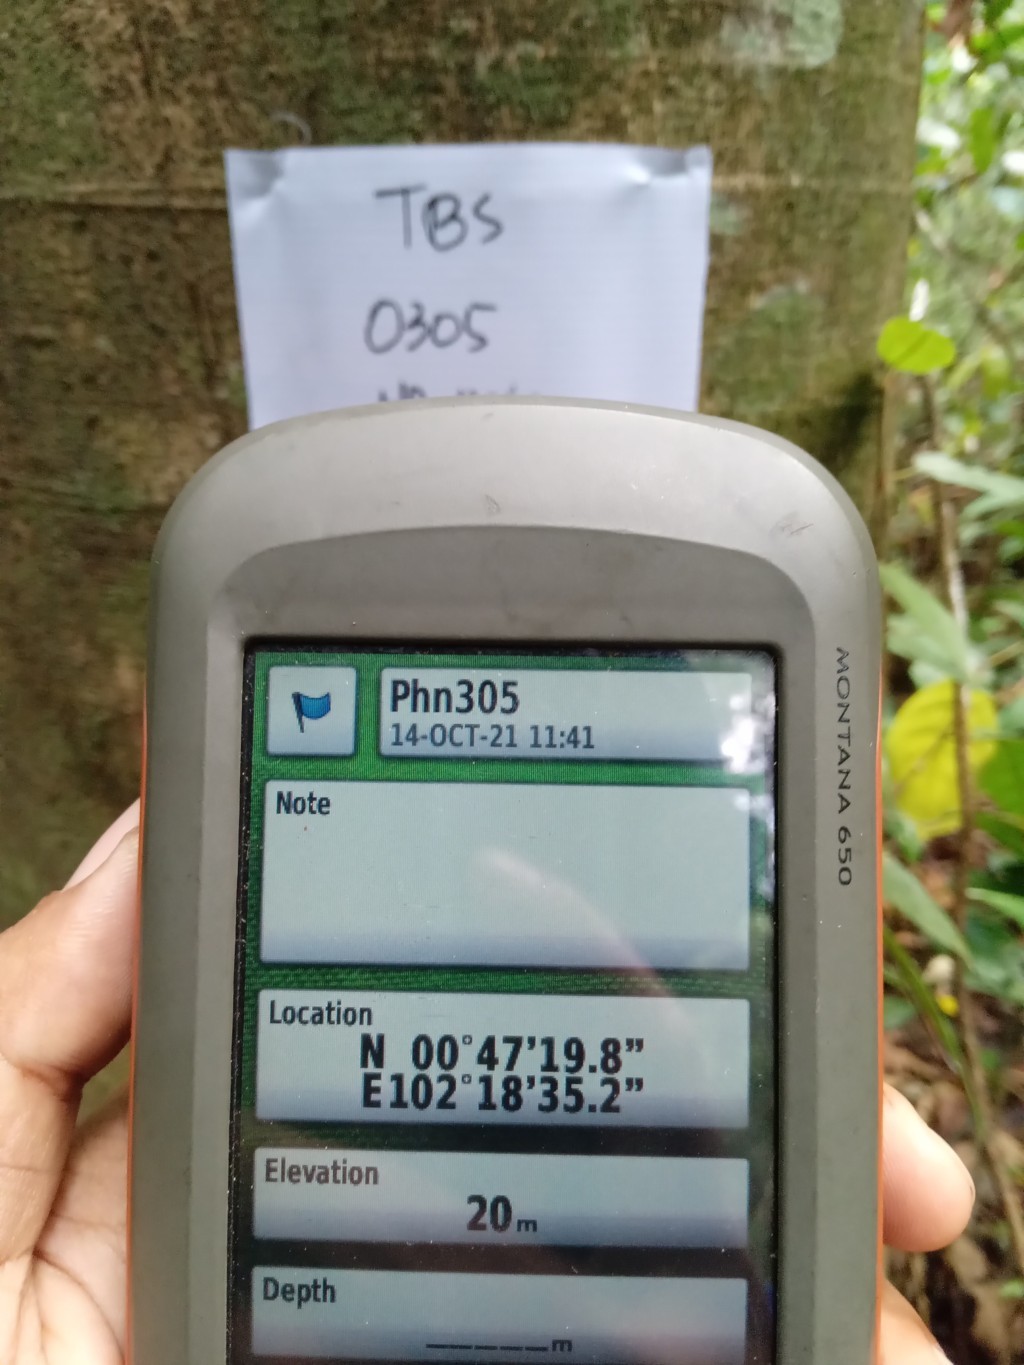 TBS
0305
MONTANA 650
Phn305
14-OCT-21 11:41
Note
Location
N 00°47'19.8”
E102°18'35.2”
Elevation
20m
Depth
_____m